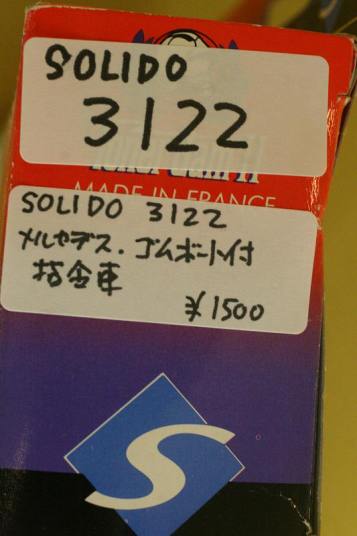 SOLIDO
3122
MADE IN FRANCE
SOLIDO 3122
メルセデス.ゴムボート付
指令車
¥1500
S